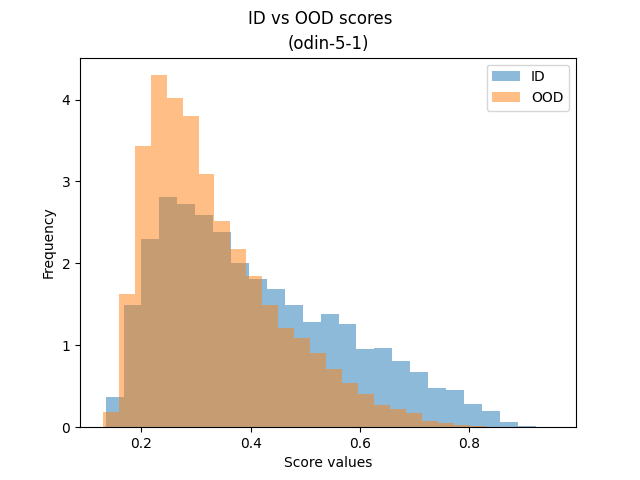 ID vs OOD scores
(odin-5-1)
ID
OOD
Frequency
4
3
2
1
0
0.2
0.4
0.6
0.8
Score values